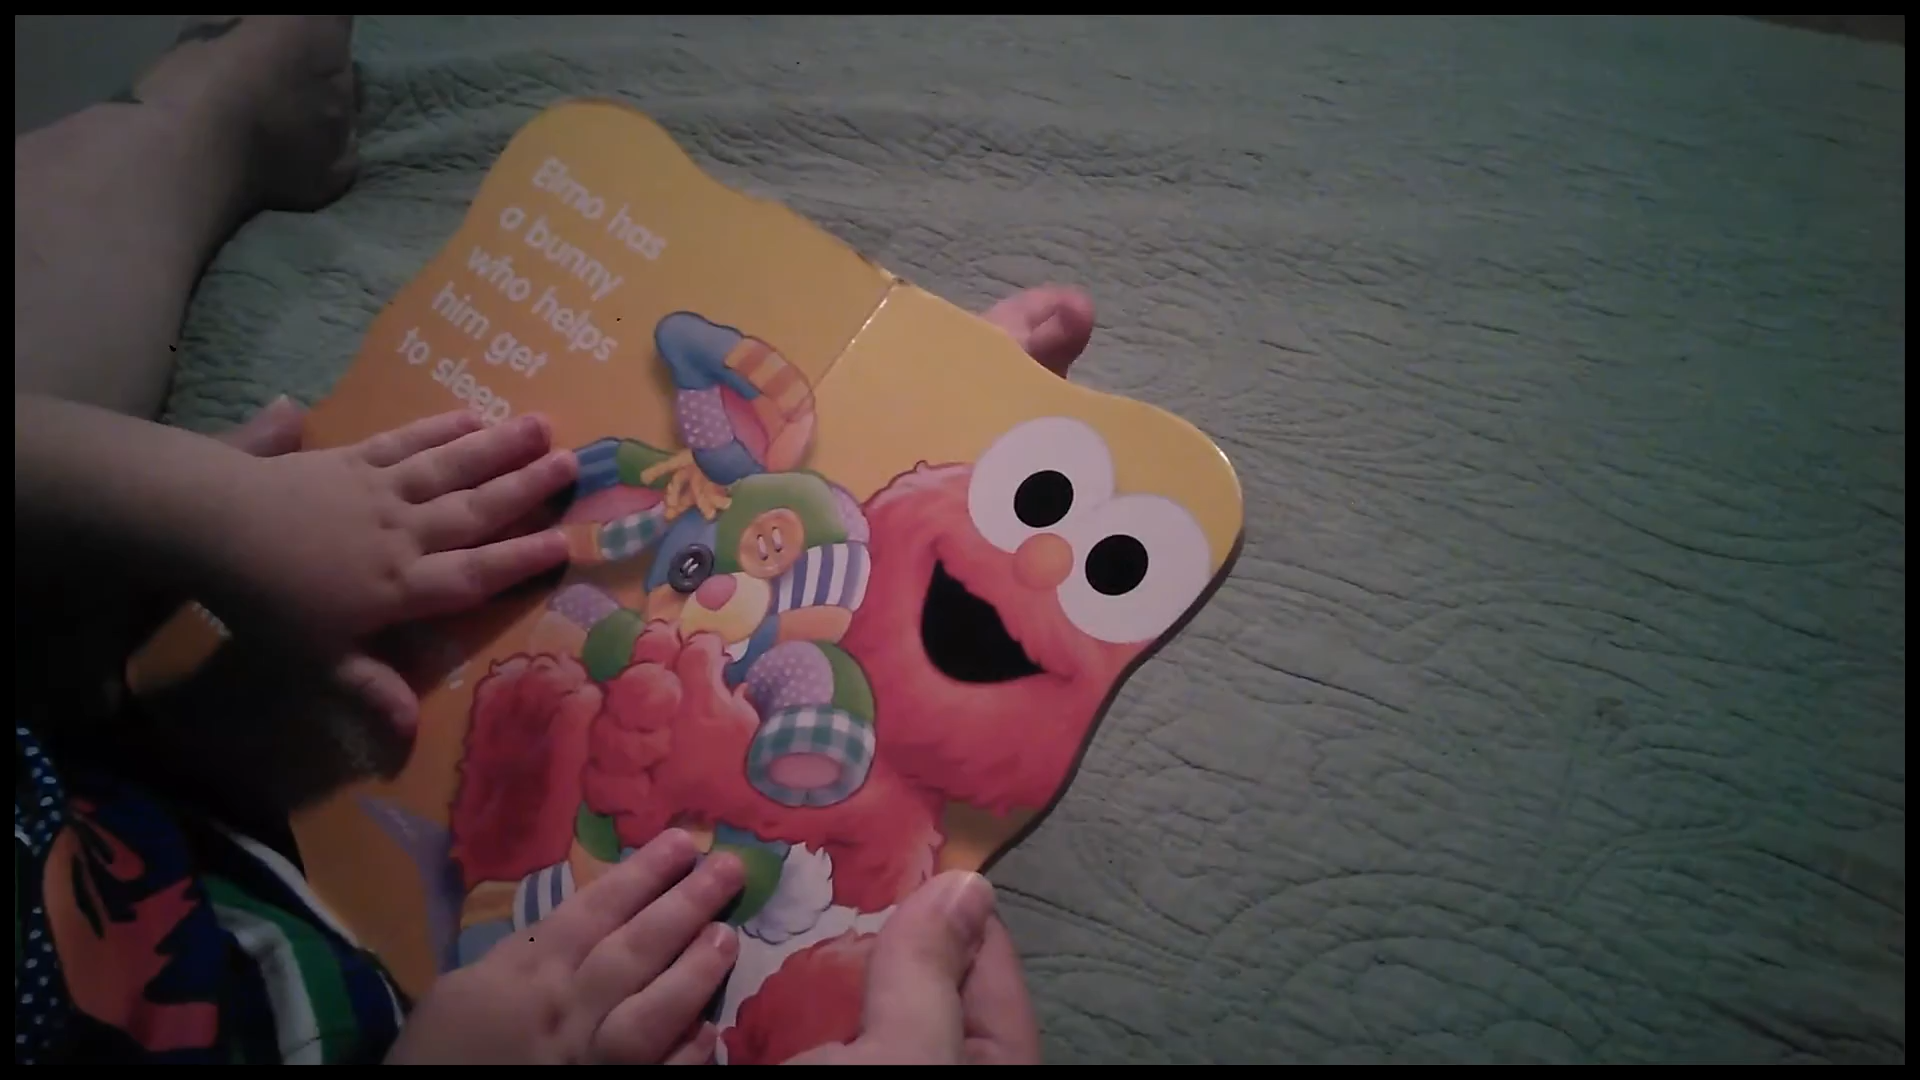 Elmo has
a bunny
who helps
him get
to sleep